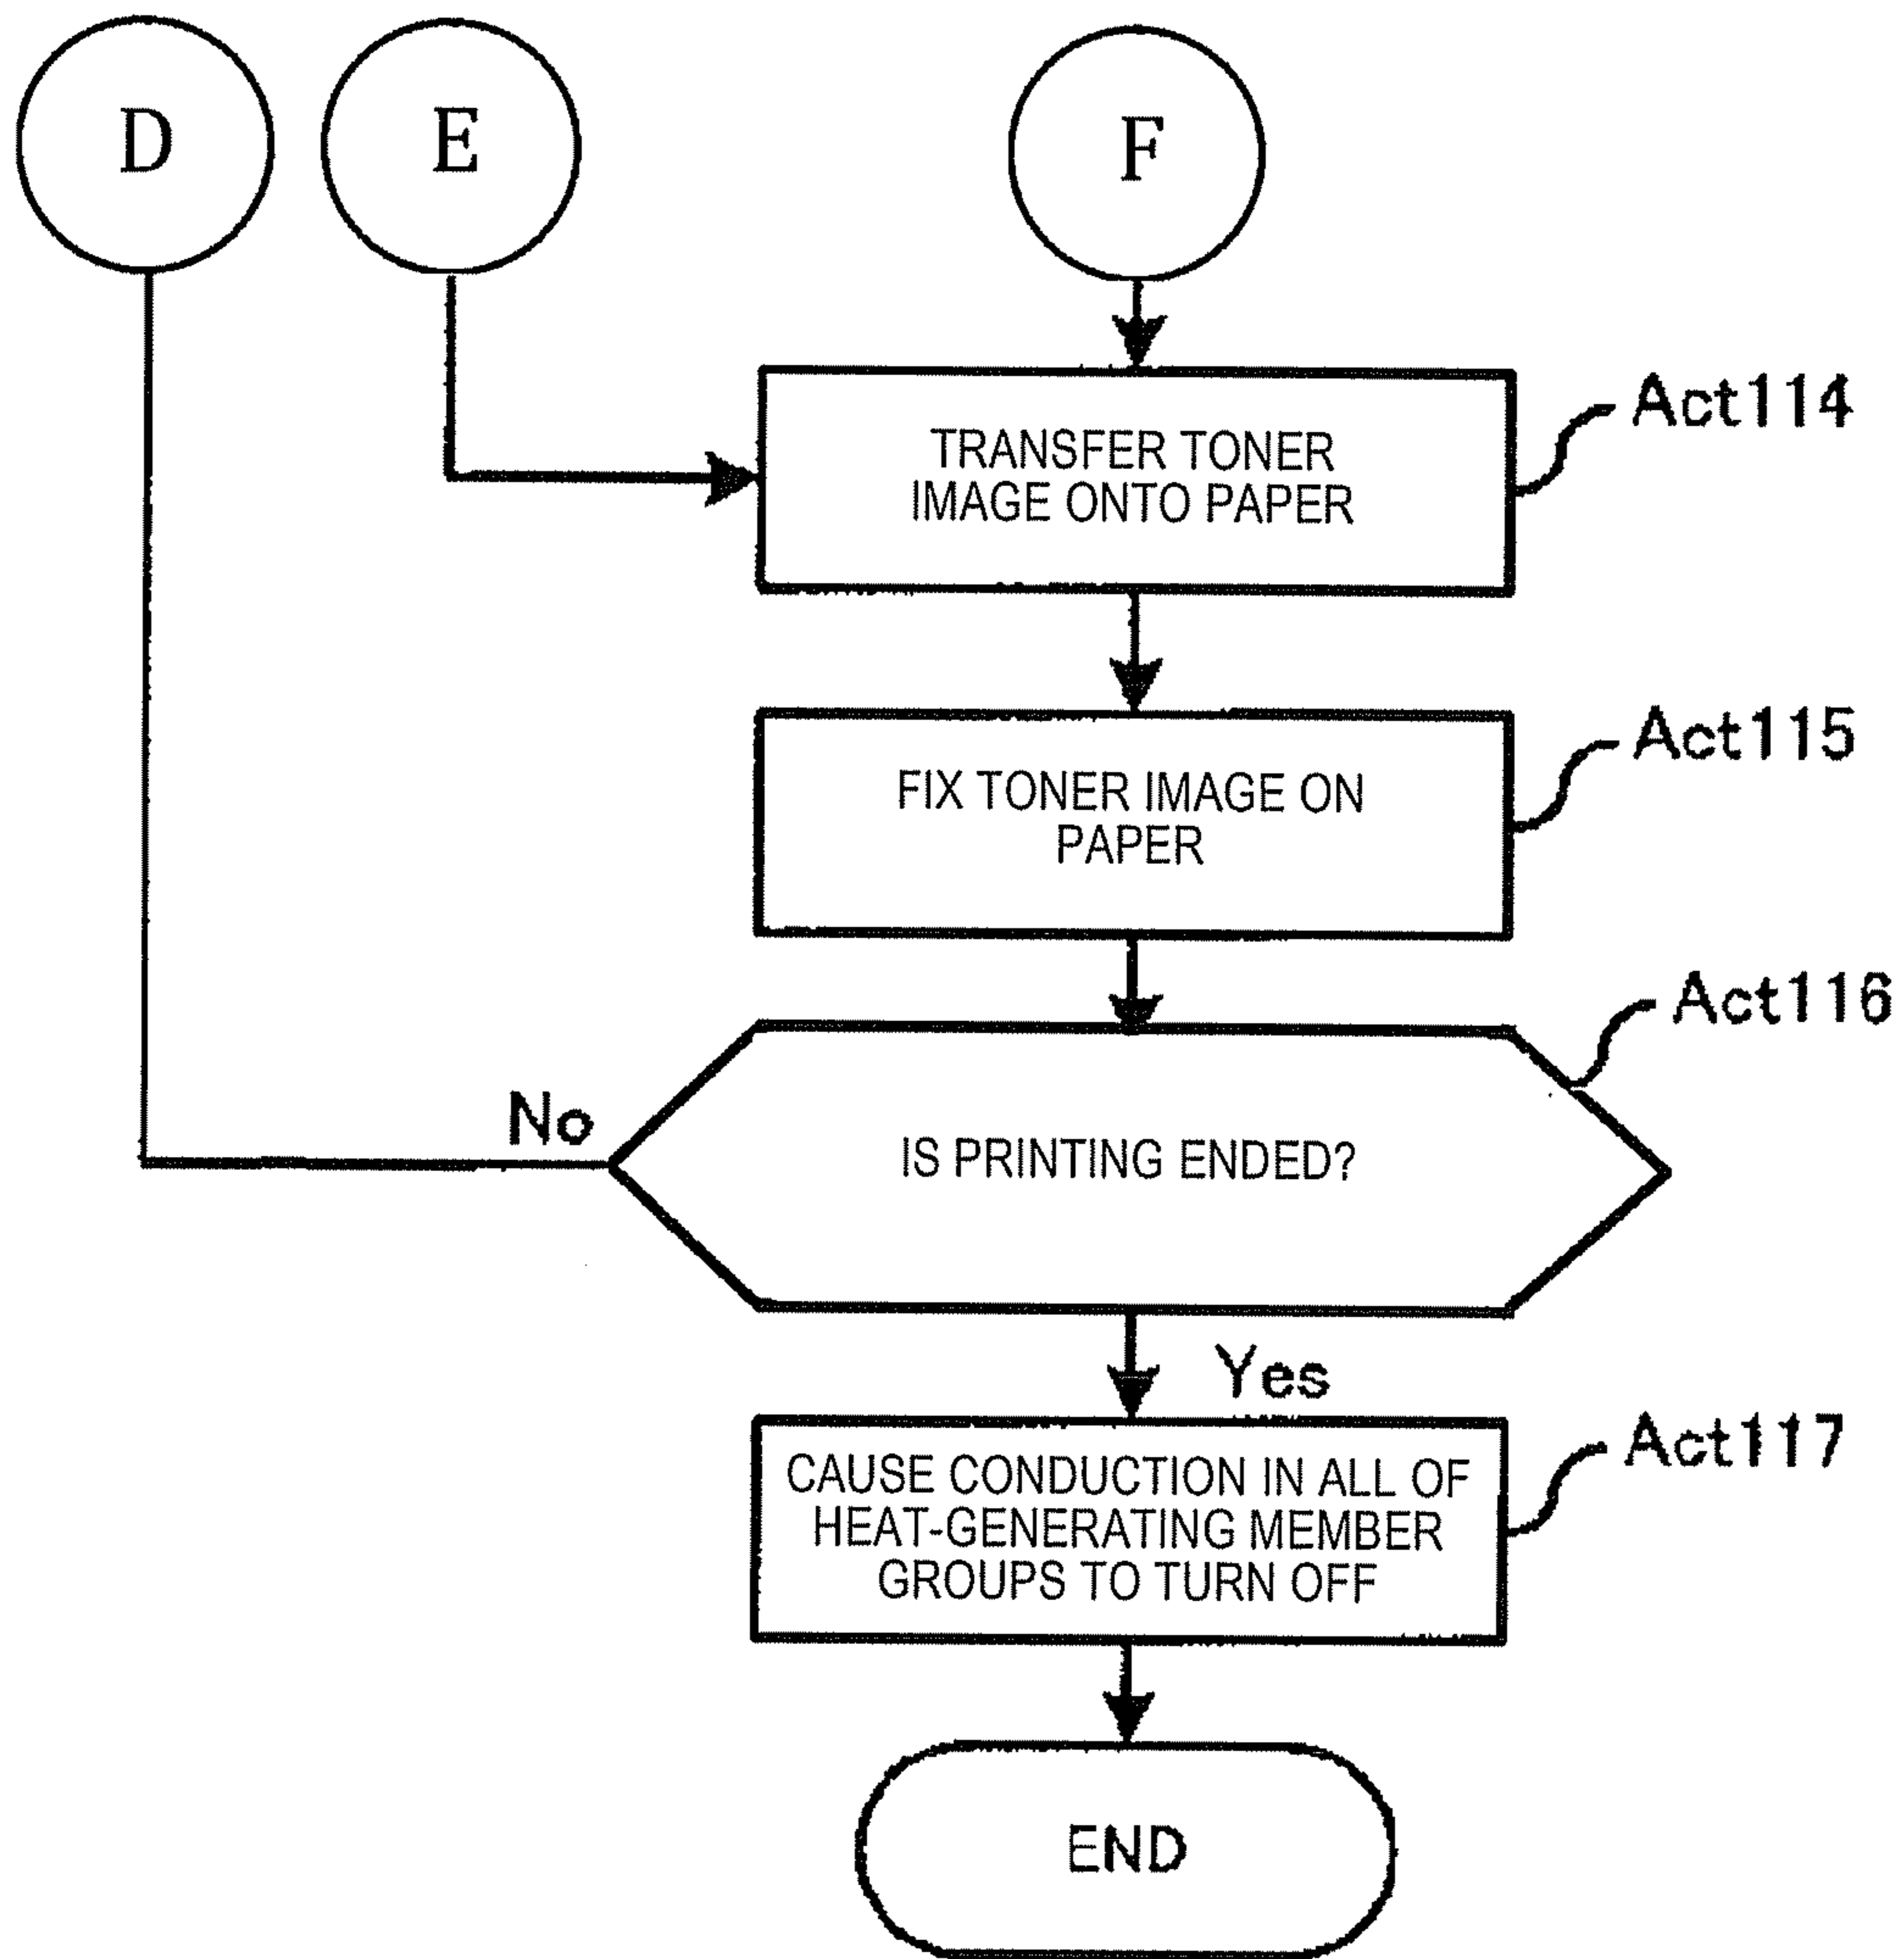 D
E
F
Act114
TRANSFER TONER
IMAGE ONTO PAPER
Act115
FIX TONER IMAGE ON
PAPER
Act116
No
IS PRINTING ENDED?
Yes
Act117
CAUSE CONDUCTION IN ALL OF
HEAT-GENERATING MEMBER
GROUPS TO TURN OFF
END